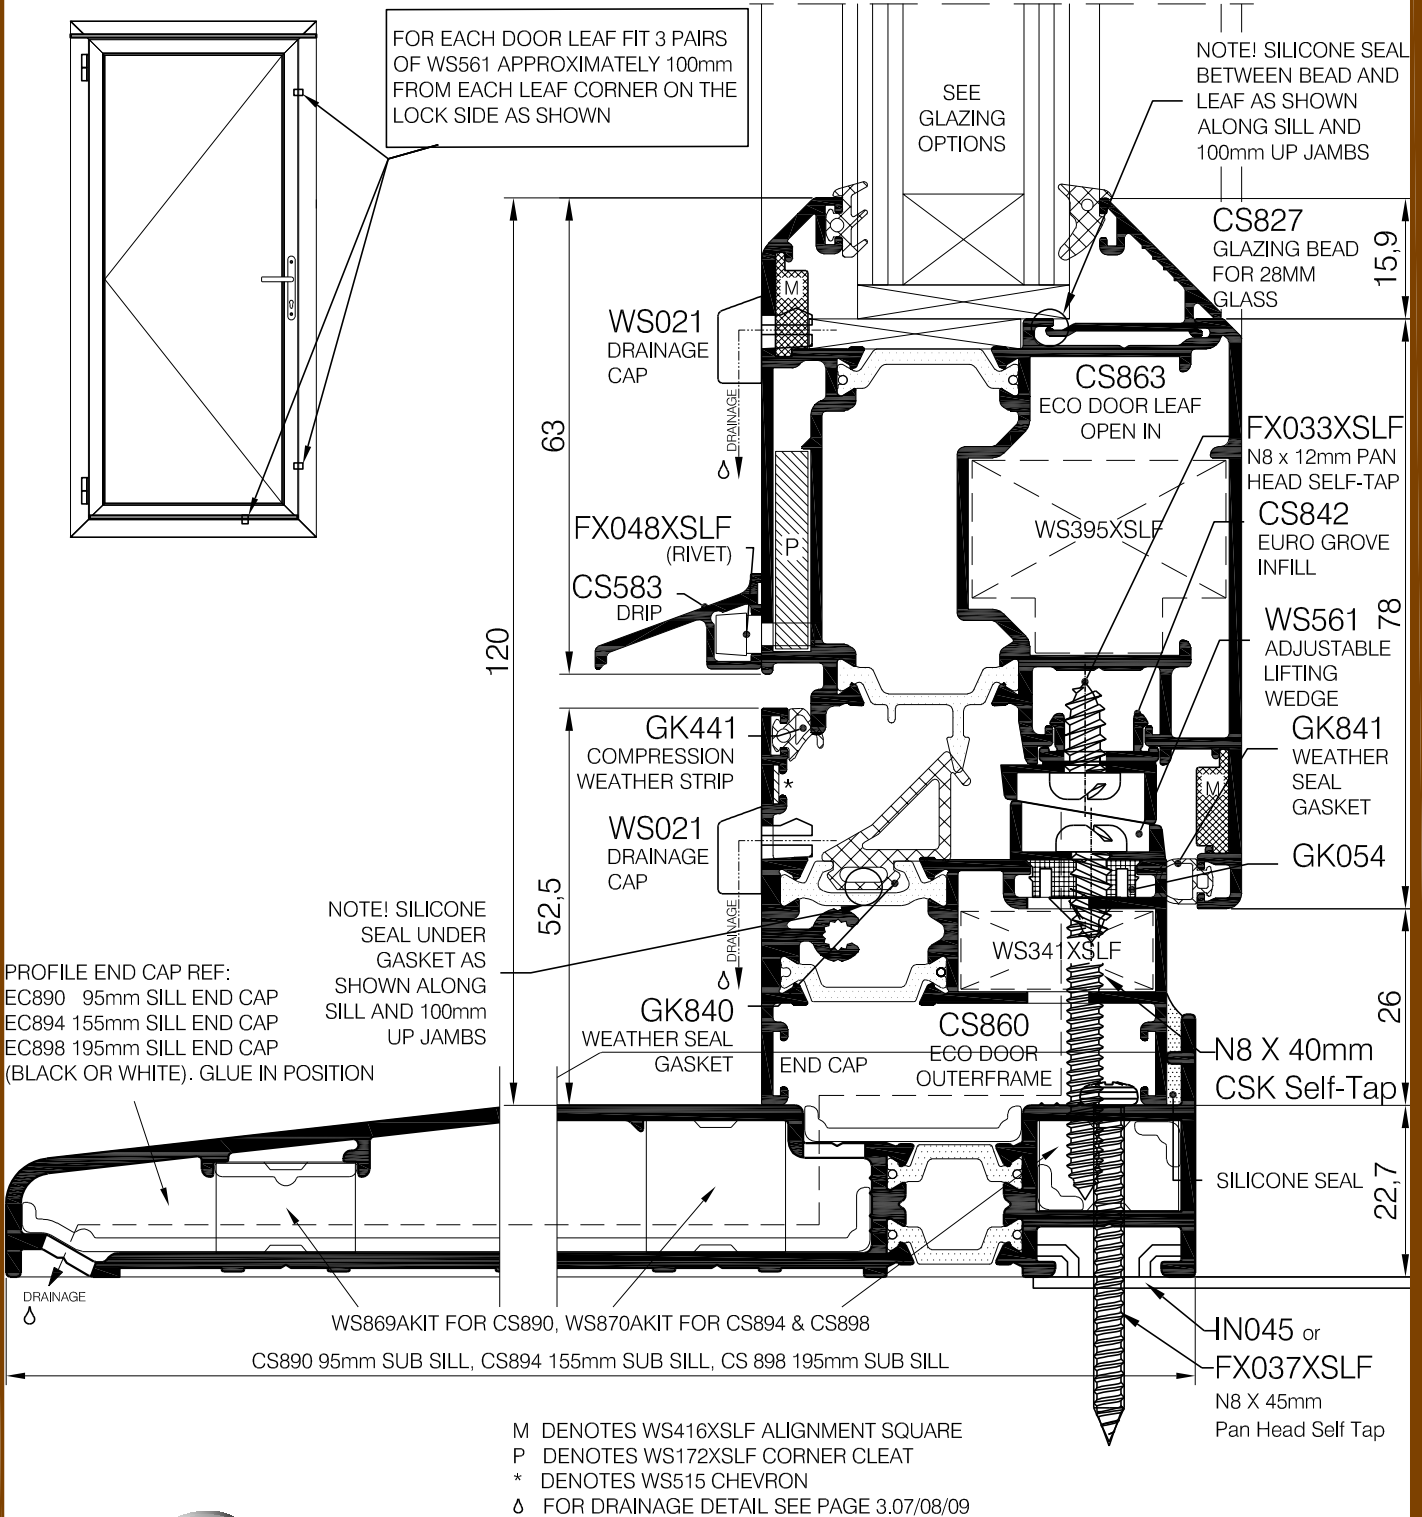 FOR EACH DOOR LEAF FIT 3 PAIRS
OF WS561 APPROXIMATELY 100mm
FROM EACH LEAF CORNER ON THE
LOCK SIDE AS SHOWN
SEE
GLAZING
OPTIONS
NOTE! SILICONE SEAL
BETWEEN BEAD AND
LEAF AS SHOWN
ALONG SILL AND
100mm UP JAMBS
CS827
GLAZING BEAD
FOR 28MM
GLASS
15,9
M
WS021
DRAINAGE
CAP
DRAINAGE
CS863
ECO DOOR LEAF
OPEN IN
63
FX033XSLF
N8 x 12mm PAN
HEAD SELF-TAP
WS395XSLF
CS842
EURO GROVE
INFILL
FX048XSLF
(RIVET)
P
CS583
DRIP
120
78
WS561
ADJUSTABLE
LIFTING
WEDGE
GK441
COMPRESSION
WEATHER STRIP
*
GK841
WEATHER
SEAL
GASKET
M
WS021
DRAINAGE
CAP
GK054
52,5
DRAINAGE
NOTE! SILICONE
SEAL UNDER
GASKET AS
SHOWN ALONG
SILL AND 100mm
UP JAMBS
WS341XSLF
PROFILE END CAP REF:
EC890 95mm SILL END CAP
EC894 155mm SILL END CAP
EC898 195mm SILL END CAP
(BLACK OR WHITE). GLUE IN POSITION
GK840
WEATHER SEAL
GASKET
END CAP
CS860
ECO DOOR
OUTERFRAME
26
N8 X 40mm
CSK Self-Tap
22,7
SILICONE SEAL
DRAINAGE
WS869AKIT FOR CS890, WS870AKIT FOR CS894 & CS898
CS890 95mm SUB SILL, CS894 155mm SUB SILL, CS 898 195mm SUB SILL
IN045 or
FX037XSLF
N8 X 45mm
Pan Head Self Tap
M DENOTES WS416XSLF ALIGNMENT SQUARE
P DENOTES WS172XSLF CORNER CLEAT
* DENOTES WS515 CHEVRON
FOR DRAINAGE DETAIL SEE PAGE 3.07/08/09